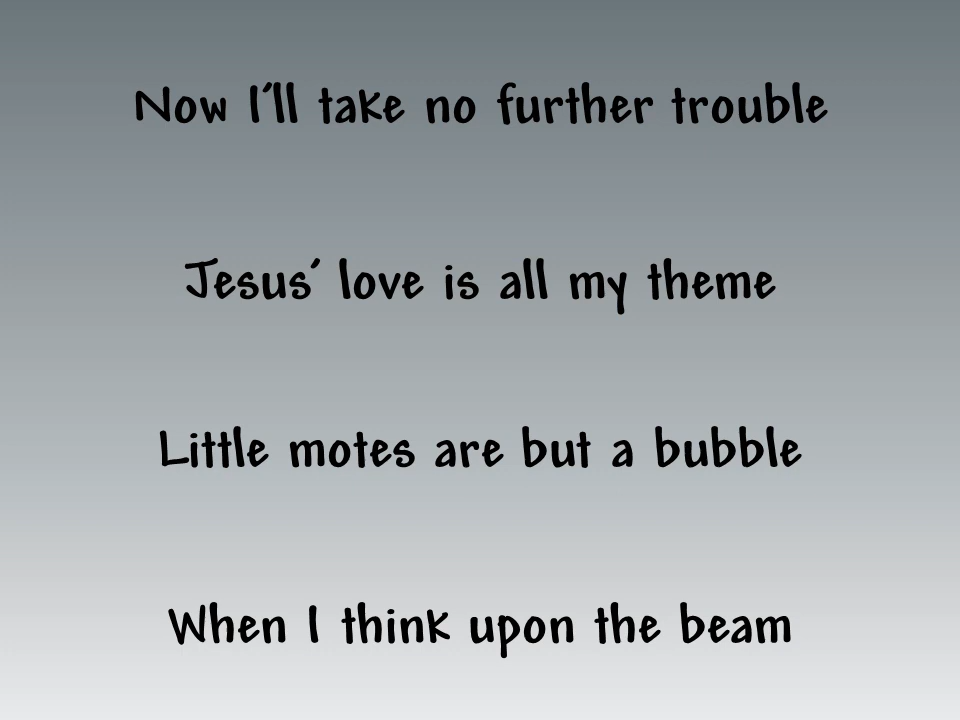 Now I'll take no further trouble
Jesus' love is all my theme
Little motes are but a bubble
When I think upon the beam